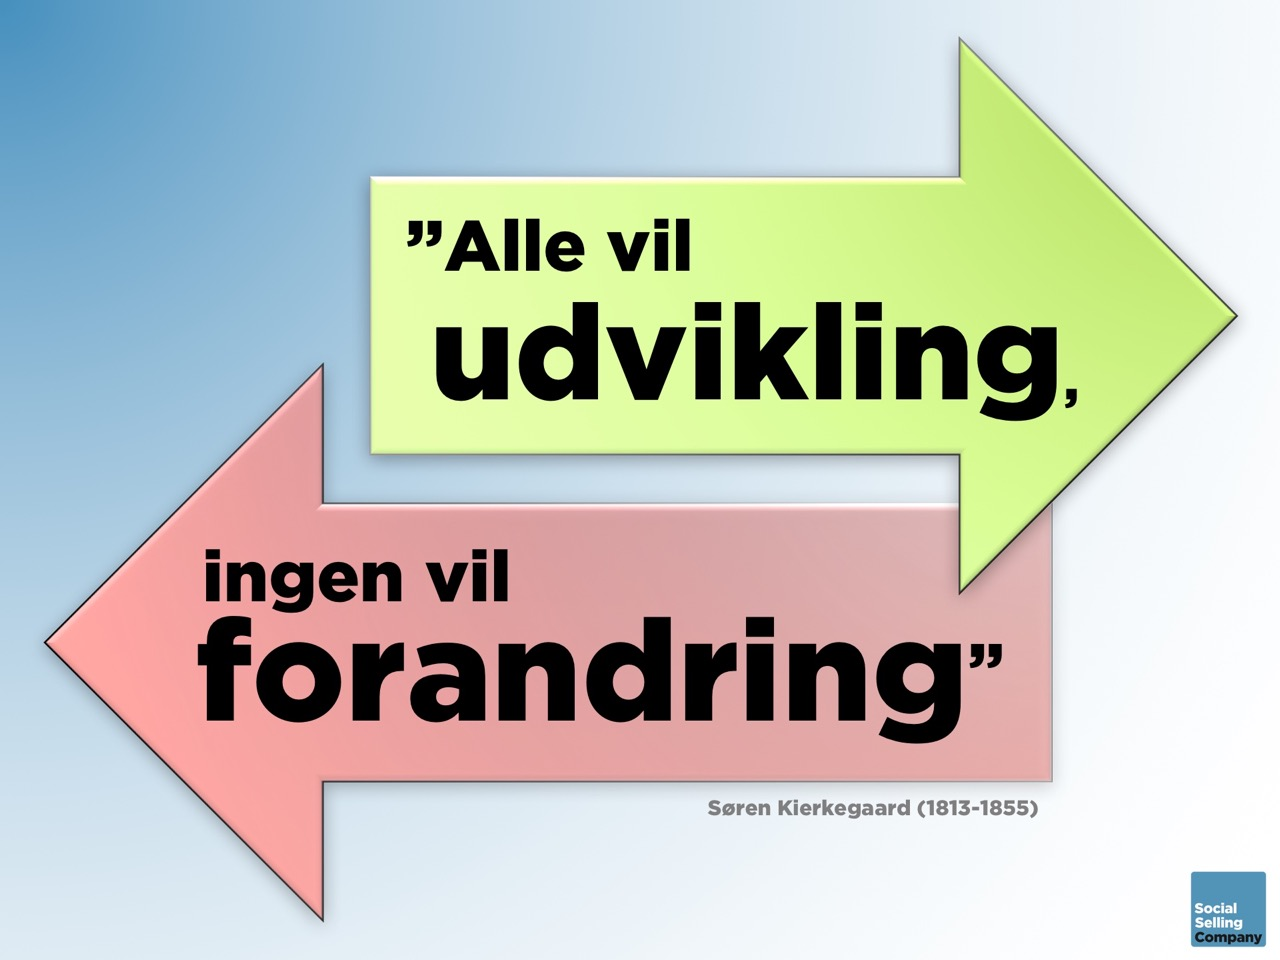 ”Alle vil
udvikling,
ingen vil
forandring”
Søren Kierkegaard (1813-1855)
Social
Selling
Company